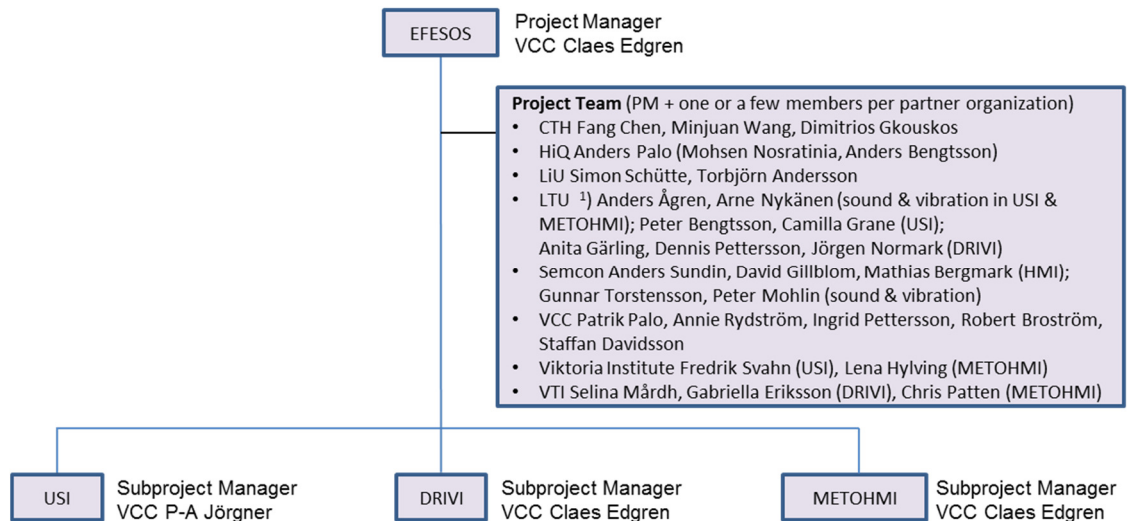 EFESOS
Project Manager
VCC Claes Edgren
Project Team (PM + one or a few members per partner organization)
• CTH Fang Chen, Minjuan Wang, Dimitrios Gkouskos
• HiQ Anders Palo (Mohsen Nosratinia, Anders Bengtsson)
• LiU Simon Schütte, Torbjörn Andersson
• LTU ¹) Anders Ågren, Arne Nykänen (sound & vibration in USI &
METOHMI); Peter Bengtsson, Camilla Grane (USI);
Anita Gärling, Dennis Pettersson, Jörgen Normark (DRIVI)
• Semcon Anders Sundin, David Gillblom, Mathias Bergmark (HMI);
Gunnar Torstensson, Peter Mohlin (sound & vibration)
• VCC Patrik Palo, Annie Rydström, Ingrid Pettersson, Robert Broström,
Staffan Davidsson
• Viktoria Institute Fredrik Svahn (USI), Lena Hylving (METOHMI)
• VTI Selina Mårdh, Gabriella Eriksson (DRIVI), Chris Patten (METOHMI)
USI
Subproject Manager
VCC P-A Jörgner
DRIVI
Subproject Manager
VCC Claes Edgren
METOHMI
Subproject Manager
VCC Claes Edgren